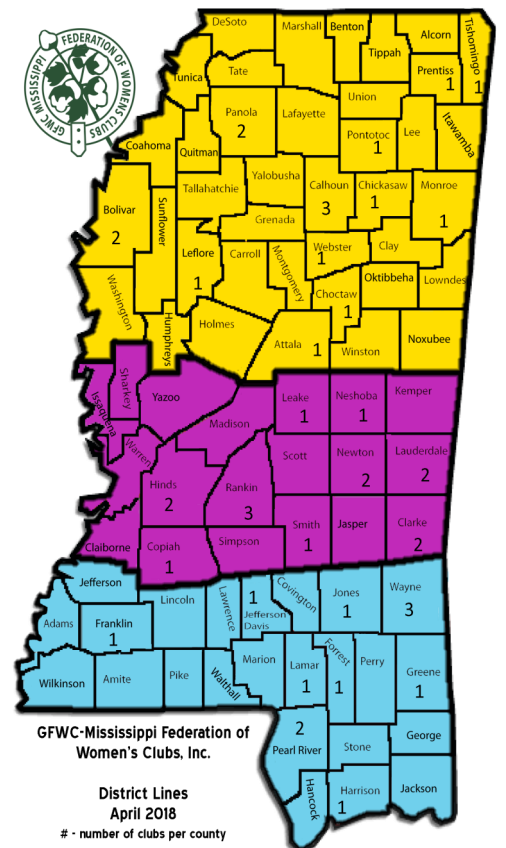 GFWC MISSISSIPPI FEDERATION OF WOMENS CLUBS
DeSoto
Marshall
Benton
Tippah
Alcorn
Tishomingo
1
Prentiss
1
Tunica
Tate
Panola
2
Lafayette
Union
Pontotoc
1
Lee
Itawamba
Coahoma
Quitman
Tallahatchie
Yalobusha
Calhoun
3
Chickasaw
1
Monroe
1
Bolivar
2
Sunflower
Leflore
1
Grenada
Carroll
Montgomery
Webster
1
Clay
Oktibbeha
Lowndes
Choctaw
1
Washington
Humphreys
Holmes
Attala
1
Winston
Noxubee
Issaquena
Sharkey
Yazoo
Madison
Leake
1
Neshoba
1
Kemper
Warren
Hinds
2
Rankin
3
Scott
Newton
2
Lauderdale
2
Claiborne
Copiah
1
Simpson
Smith
1
Jasper
Clarke
2
Jefferson
Adams
Franklin
1
Lincoln
Lawrence
1
Jefferson
Davis
Covington
Jones
1
Wayne
3
Wilkinson
Amite
Pike
Walthall
Marion
Lamar
1
Forrest
1
Perry
Greene
1
2
Pearl River
Stone
George
Hancock
Harrison
1
Jackson
GFWC-Mississippi Federation of
Women's Clubs, Inc.
District Lines
April 2018
# - number of clubs per county